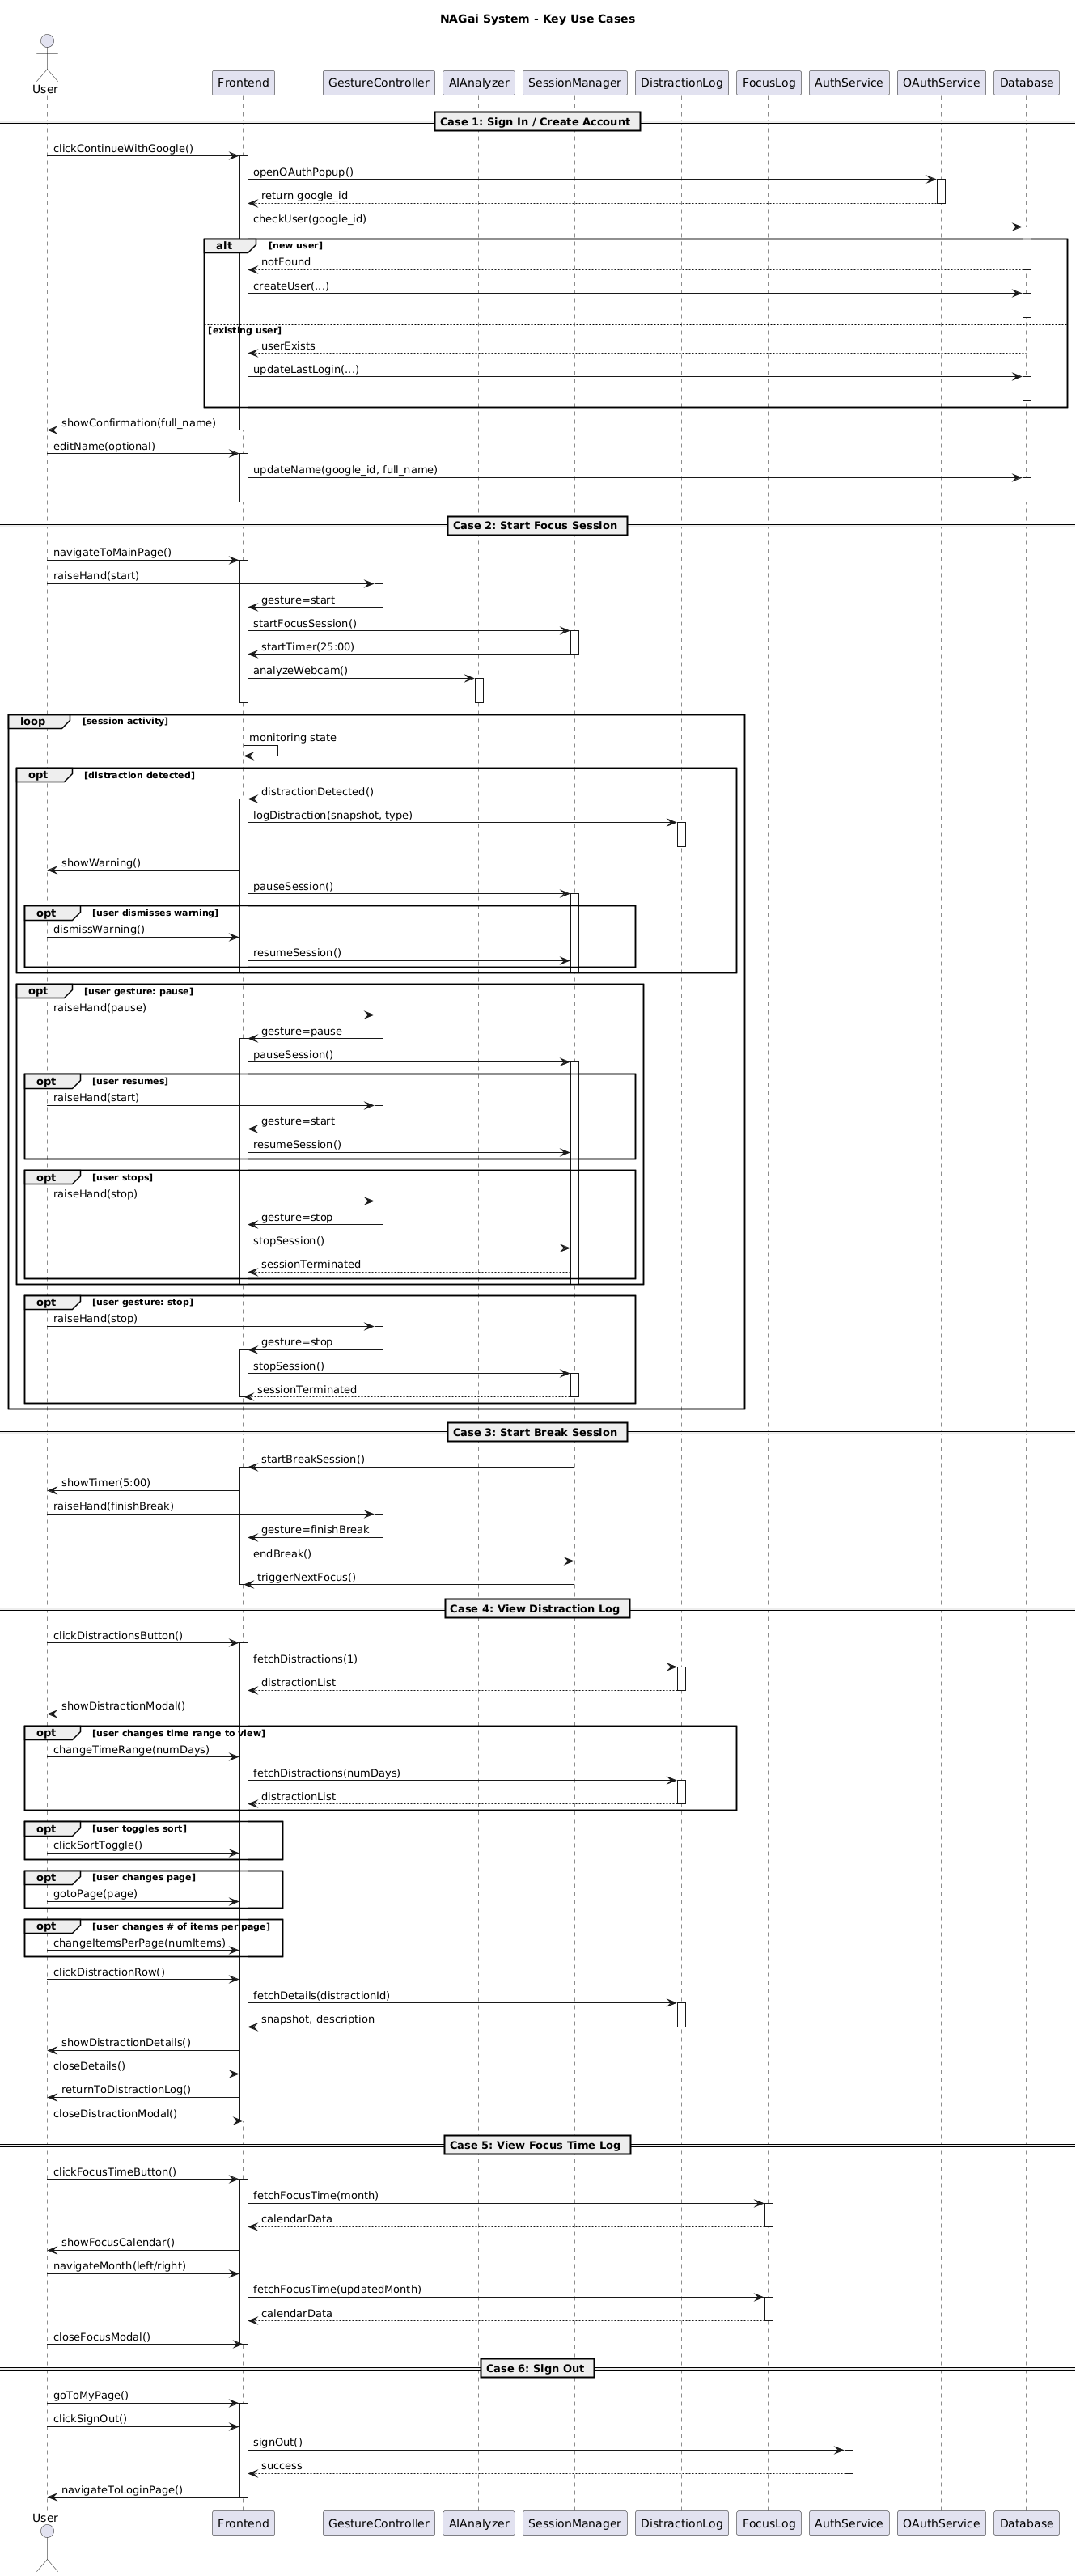 NAGai System - Key Use Cases
User
Frontend
GestureController
AIAnalyzer
SessionManager
DistractionLog
FocusLog
AuthService
OAuthService
Database
Case 1: Sign In / Create Account
clickContinueWithGoogle()
openOAuthPopup()
return google_id
checkUser(google_id)
alt [new user]
notFound
createUser(...)
[existing user]
userExists
updateLastLogin(...)
showConfirmation(full_name)
editName(optional)
updateName(google_id, full_name)
Case 2: Start Focus Session
navigateToMainPage()
raiseHand(start)
gesture=start
startFocusSession()
startTimer(25:00)
analyzeWebcam()
loop [session activity]
monitoring state
opt [distraction detected]
distractionDetected()
logDistraction(snapshot, type)
showWarning()
pauseSession()
opt [user dismisses warning]
dismissWarning()
resumeSession()
opt [user gesture: pause]
raiseHand(pause)
gesture=pause
pauseSession()
opt [user resumes]
raiseHand(start)
gesture=start
resumeSession()
opt [user stops]
raiseHand(stop)
gesture=stop
stopSession()
sessionTerminated
opt [user gesture: stop]
raiseHand(stop)
gesture=stop
stopSession()
sessionTerminated
Case 3: Start Break Session
startBreakSession()
showTimer(5:00)
raiseHand(finishBreak)
gesture=finishBreak
endBreak()
triggerNextFocus()
Case 4: View Distraction Log
clickDistractionsButton()
fetchDistractions(1)
distractionList
showDistractionModal()
opt [user changes time range to view]
changeTimeRange(numDays)
fetchDistractions(numDays)
distractionList
opt [user toggles sort]
clickSortToggle()
opt [user changes page]
gotoPage(page)
opt [user changes # of items per page]
changeItemsPerPage(numItems)
clickDistractionRow()
fetchDetails(distractionId)
snapshot, description
showDistractionDetails()
closeDetails()
returnToDistractionLog()
closeDistractionModal()
Case 5: View Focus Time Log
clickFocusTimeButton()
fetchFocusTime(month)
calendarData
showFocusCalendar()
navigateMonth(left/right)
fetchFocusTime(updatedMonth)
calendarData
closeFocusModal()
Case 6: Sign Out
goToMyPage()
clickSignOut()
signOut()
success
navigateToLoginPage()
User
Frontend
GestureController
AIAnalyzer
SessionManager
DistractionLog
FocusLog
AuthService
OAuthService
Database